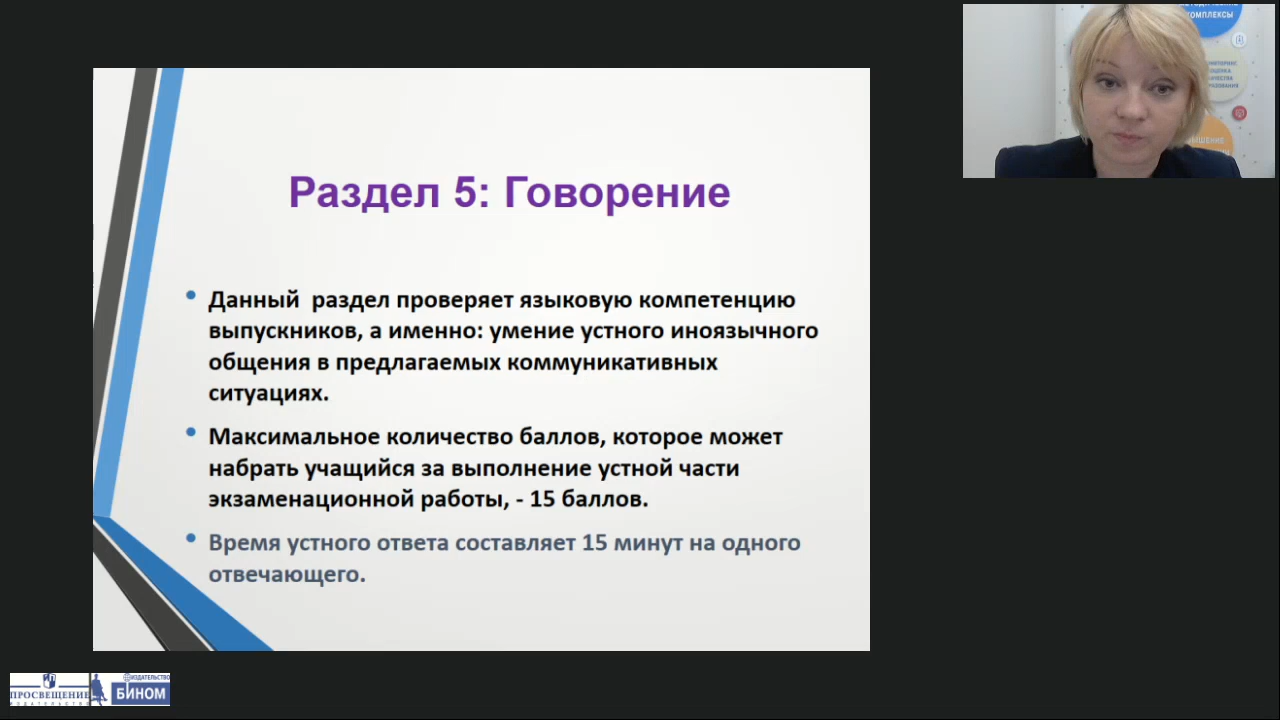 КОМПЛЕКСЫ
Раздел 5: Говорение
Данный раздел проверяет языковую компетенцию
выпускников, а именно: умение устного иноязычного
общения в предлагаемых коммуникативных
ситуациях.
Максимальное количество баллов, которое может
набрать учащийся за выполнение устной части
экзаменационной работы, - 15 баллов.
Время устного ответа составляет 15 минут на одного
отвечающего.
ПРОСВЕЩЕНИЕ
ИЗДАТЕЛЬСТВО
ИЗДАТЕЛЬСТВО
БИНОМ